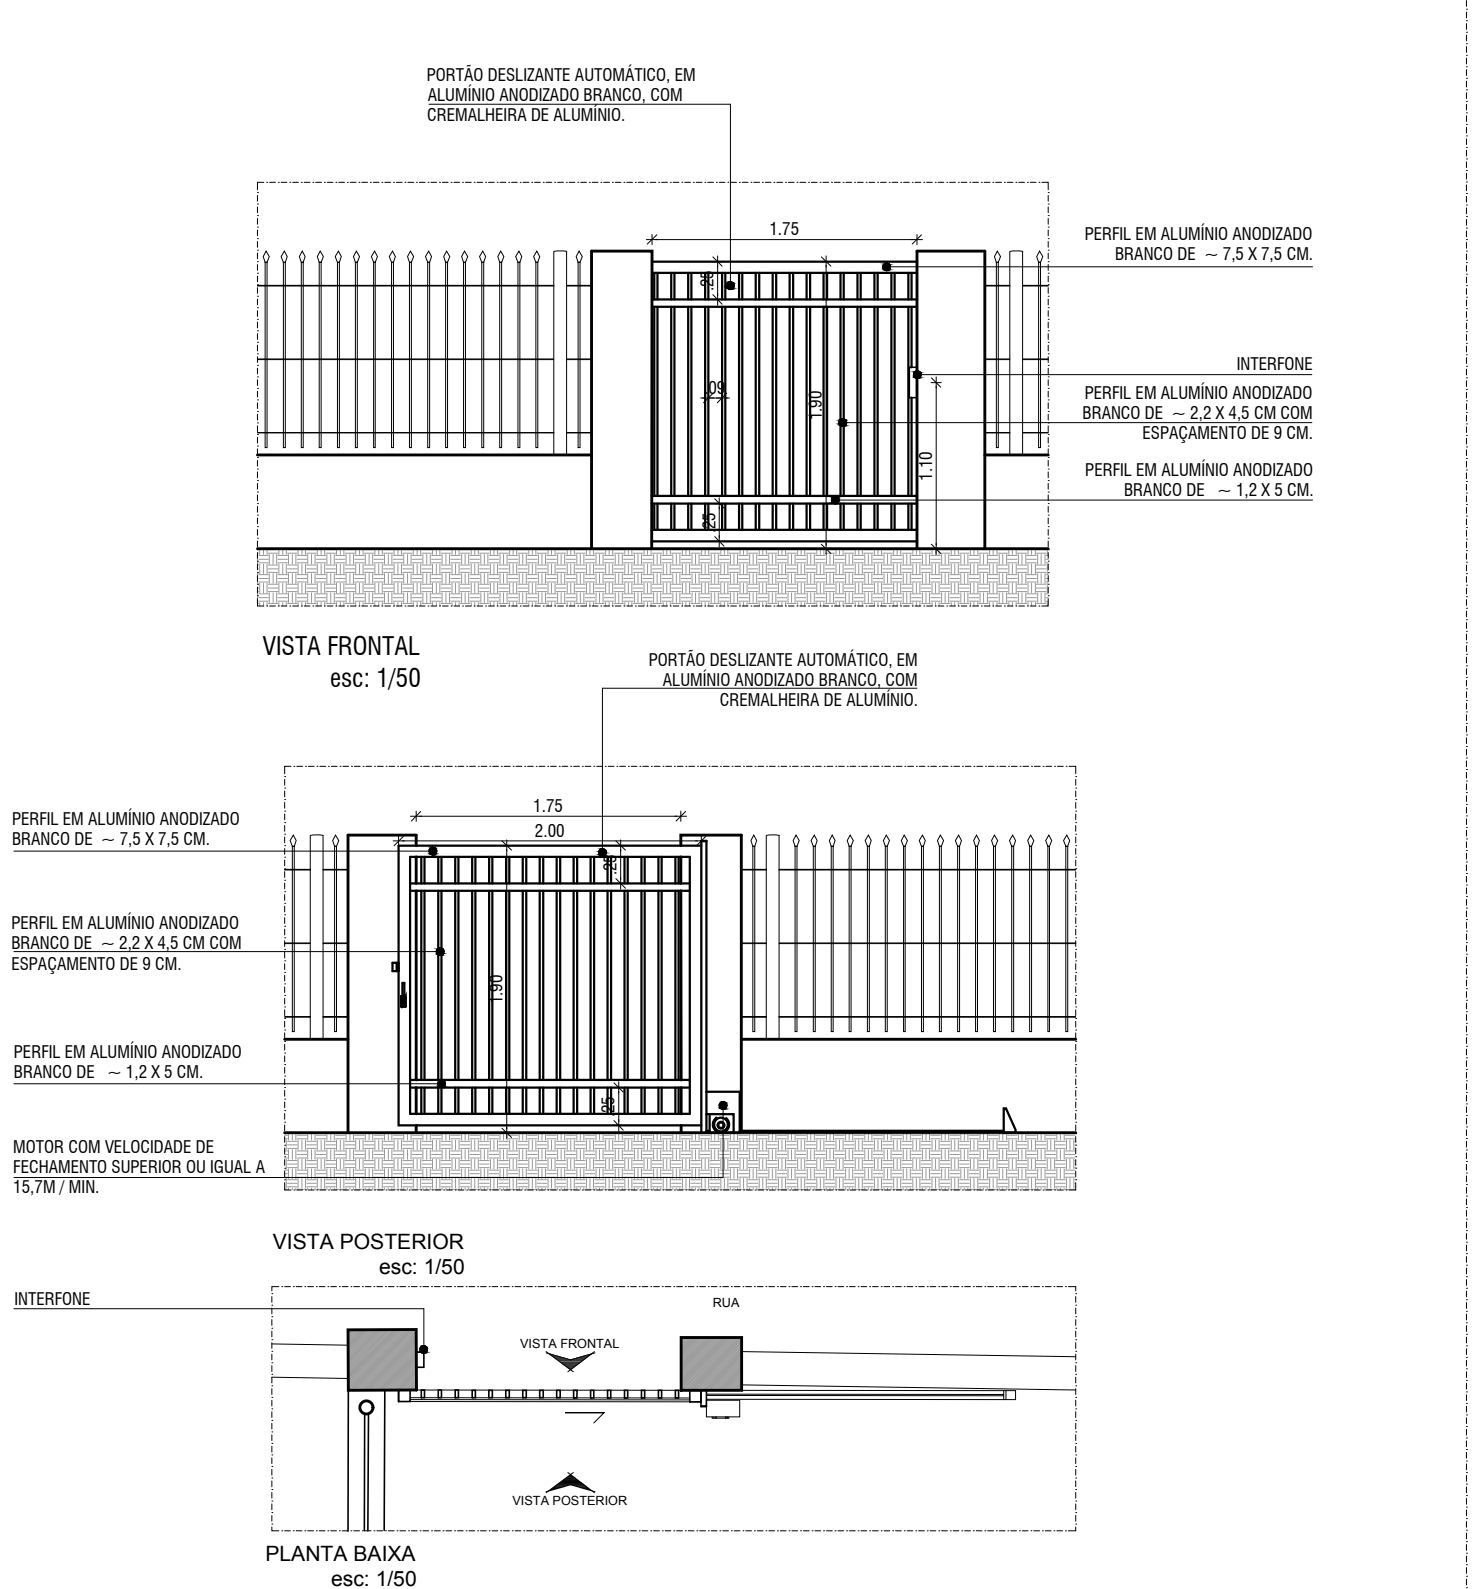 PORTÃO DESLIZANTE AUTOMÁTICO, EM
ALUMÍNIO ANODIZADO BRANCO, COM
CREMALHEIRA DE ALUMÍNIO.
1.75
PERFIL EM ALUMÍNIO ANODIZADO
BRANCO DE ~ 7,5 X 7,5 CM.
.25
INTERFONE
.09
1.90
PERFIL EM ALUMÍNIO ANODIZADO
BRANCO DE ~ 2,2 X 4,5 CM COM
ESPAÇAMENTO DE 9 CM.
1.10
PERFIL EM ALUMÍNIO ANODIZADO
BRANCO DE ~ 1,2 X 5 CM.
.25
VISTA FRONTAL
esc: 1/50
PORTÃO DESLIZANTE AUTOMÁTICO, EM
ALUMÍNIO ANODIZADO BRANCO, COM
CREMALHEIRA DE ALUMÍNIO.
1.75
2.00
PERFIL EM ALUMÍNIO ANODIZADO
BRANCO DE ~ 7,5 X 7,5 CM.
.25
PERFIL EM ALUMÍNIO ANODIZADO
BRANCO DE ~ 2,2 X 4,5 CM COM
ESPAÇAMENTO DE 9 CM.
1.90
PERFIL EM ALUMÍNIO ANODIZADO
BRANCO DE ~ 1,2 X 5 CM.
.25
MOTOR COM VELOCIDADE DE
FECHAMENTO SUPERIOR OU IGUAL A
15,7M / MIN.
VISTA POSTERIOR
esc: 1/50
INTERFONE
RUA
VISTA FRONTAL
VISTA POSTERIOR
PLANTA BAIXA
esc: 1/50